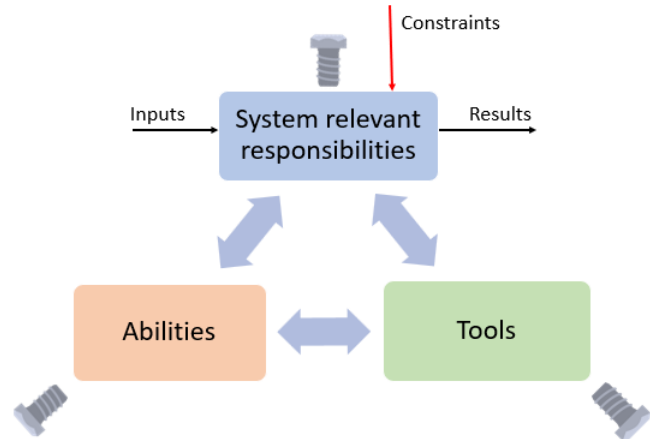 Constraints
Inputs
System relevant
responsibilities
Results
Abilities
Tools